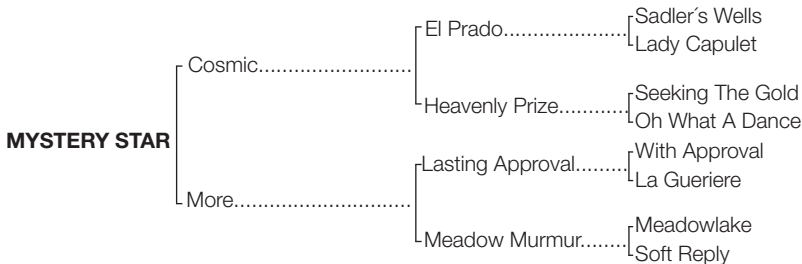 Sadler´s Wells
El Prado.....................
Lady Capulet
Cosmic..........................
Seeking The Gold
Heavenly Prize............
Oh What A Dance
MYSTERY STAR
With Approval
Lasting Approval.........
La Gueriere
More..............................
Meadowlake
Meadow Murmur........
Soft Reply